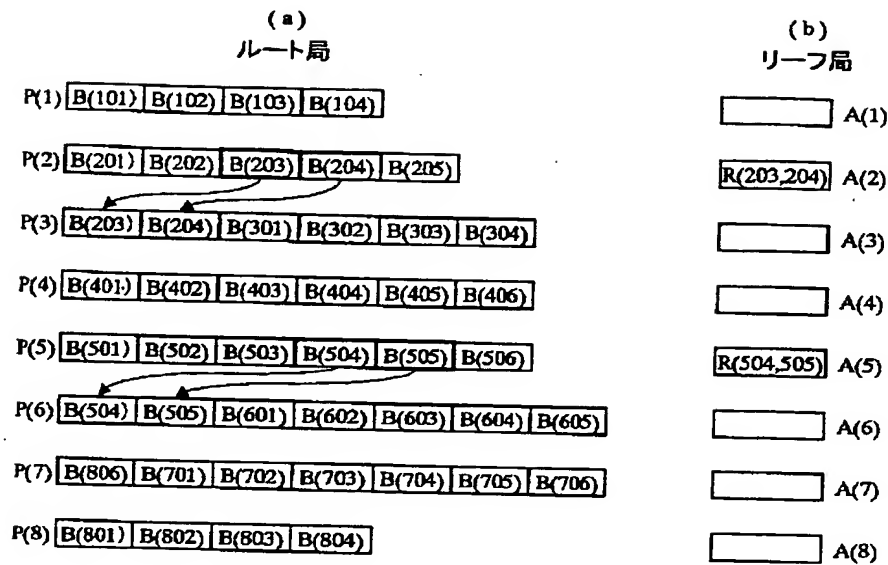 (a)
ルート局
(b)
リーフ局
P(1) B(101) B(102) B(103) B(104)
A(1)
P(2) B(201) B(202) B(203) B(204) B(205)
R(203,204) A(2)
P(3) B(203) B(204) B(301) B(302) B(303) B(304)
A(3)
P(4) B(401) B(402) B(403) B(404) B(405) B(406)
A(4)
P(5) B(501) B(502) B(503) B(504) B(505) B(506)
R(504,505) A(5)
P(6) B(504) B(505) B(601) B(602) B(603) B(604) B(605)
A(6)
P(7) B(806) B(701) B(702) B(703) B(704) B(705) B(706)
A(7)
P(8) B(801) B(802) B(803) B(804)
A(8)